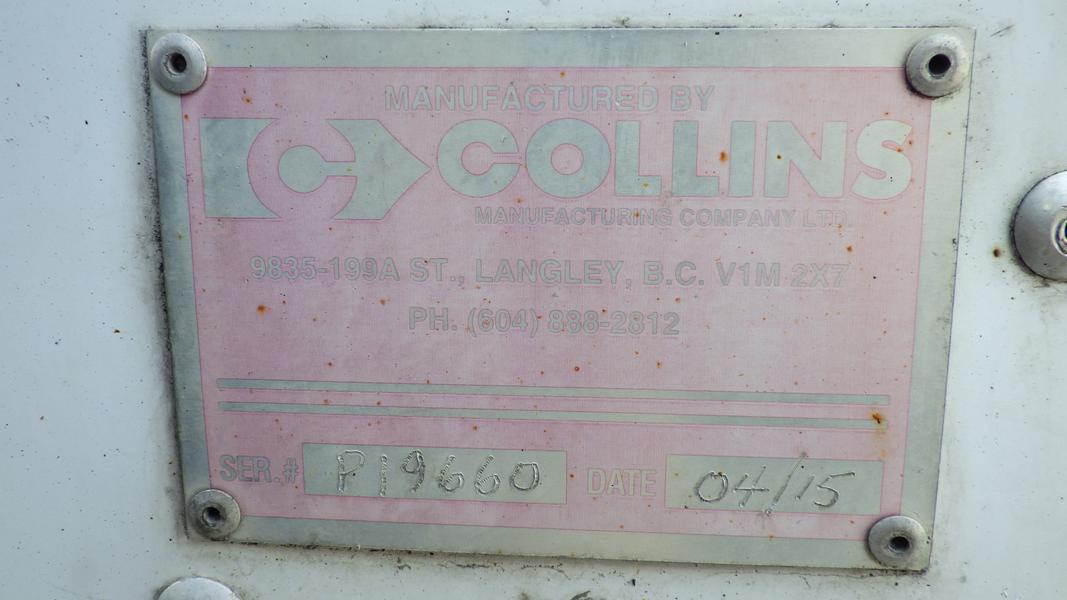 MANUFACTURED BY
COLLINS
MANUFACTURING COMPANY LTD.
9835-199A ST., LANGLEY, B.C. V1M 2X7
PH. (604) 888-2812
SER.# P19660 DATE 04/15